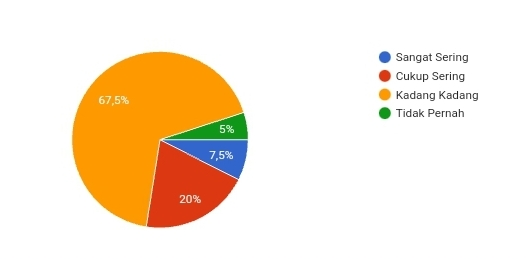 Sangat Sering
Cukup Sering
Kadang Kadang
Tidak Pernah
67,5%
5%
7,5%
20%